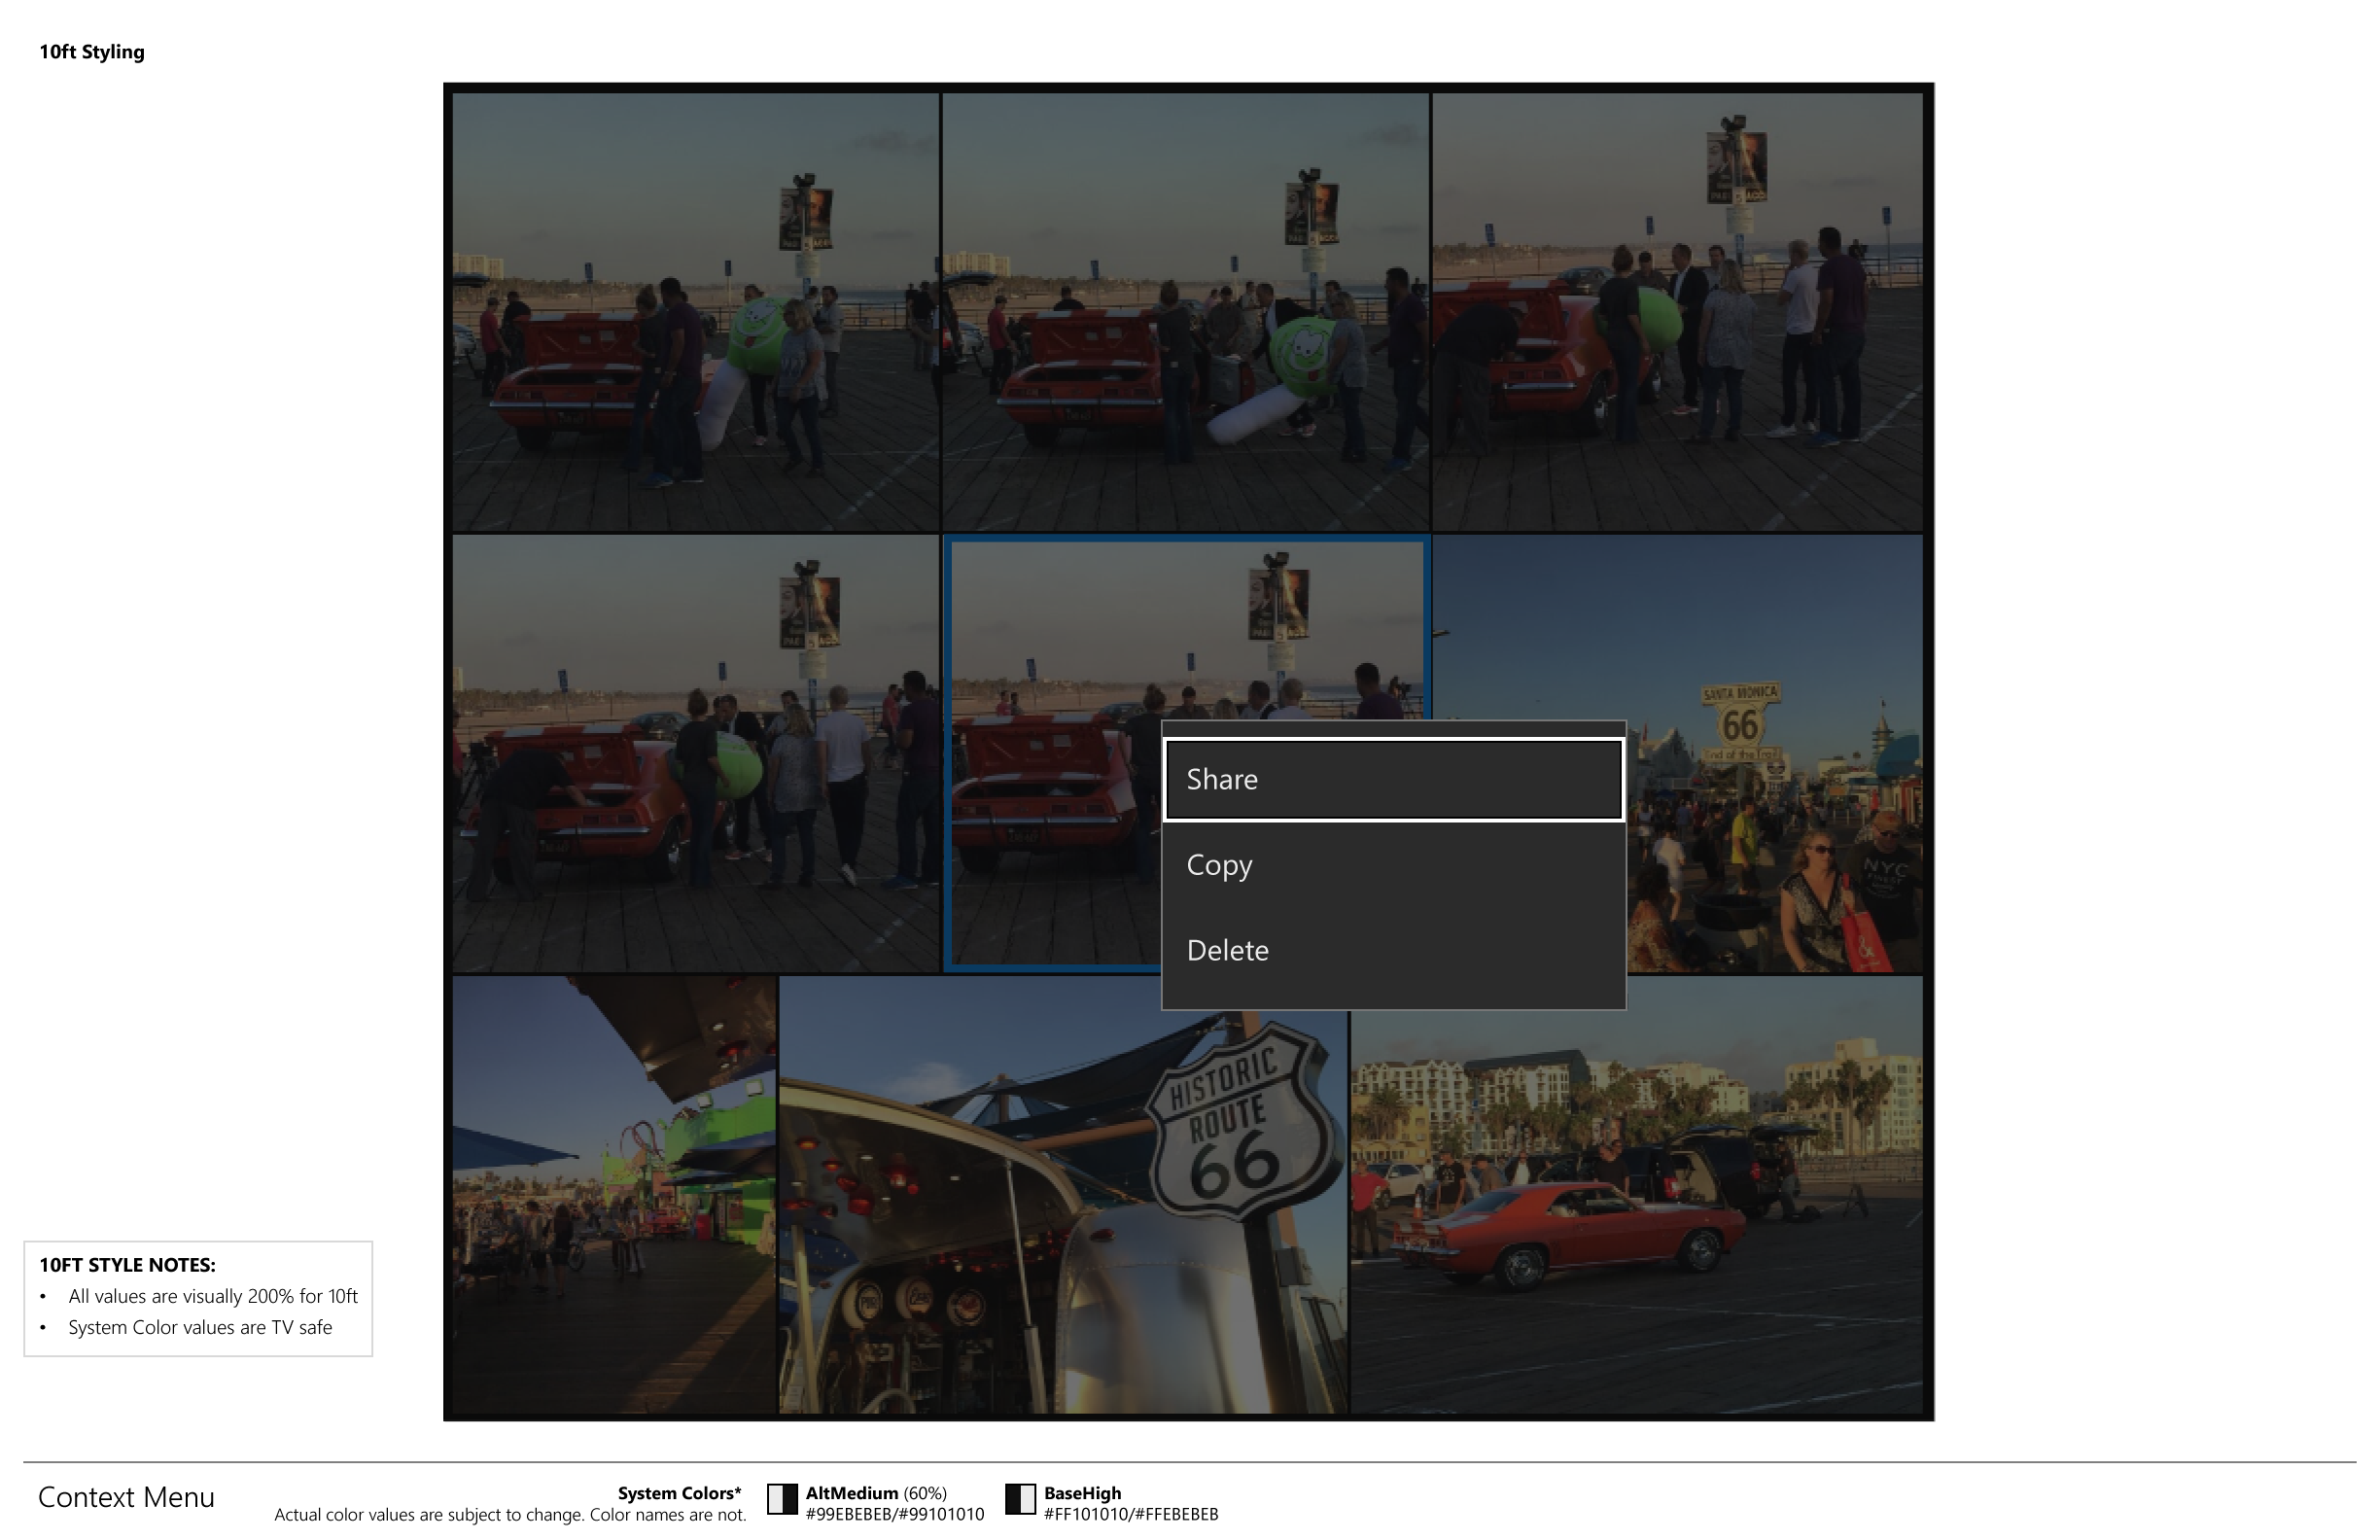 10ft Styling
SANTA MONICA
66
End of the Trail
Share
Copy
Delete
NYC
HISTORIC
ROUTE
66
10FT STYLE NOTES:
• All values are visually 200% for 10ft
• System Color values are TV safe
Context Menu
System Colors*
Actual color values are subject to change. Color names are not.
AltMedium (60%)
#99EBEBEB/#99101010
BaseHigh
#FF101010/#FFEBEBEB